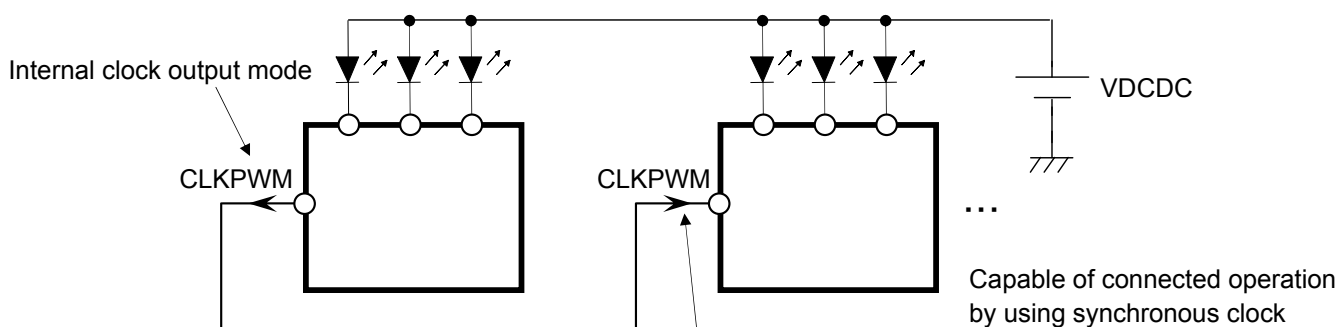 Internal clock output mode
VDCDC
CLKPWM
CLKPWM
...
Capable of connected operation
by using synchronous clock